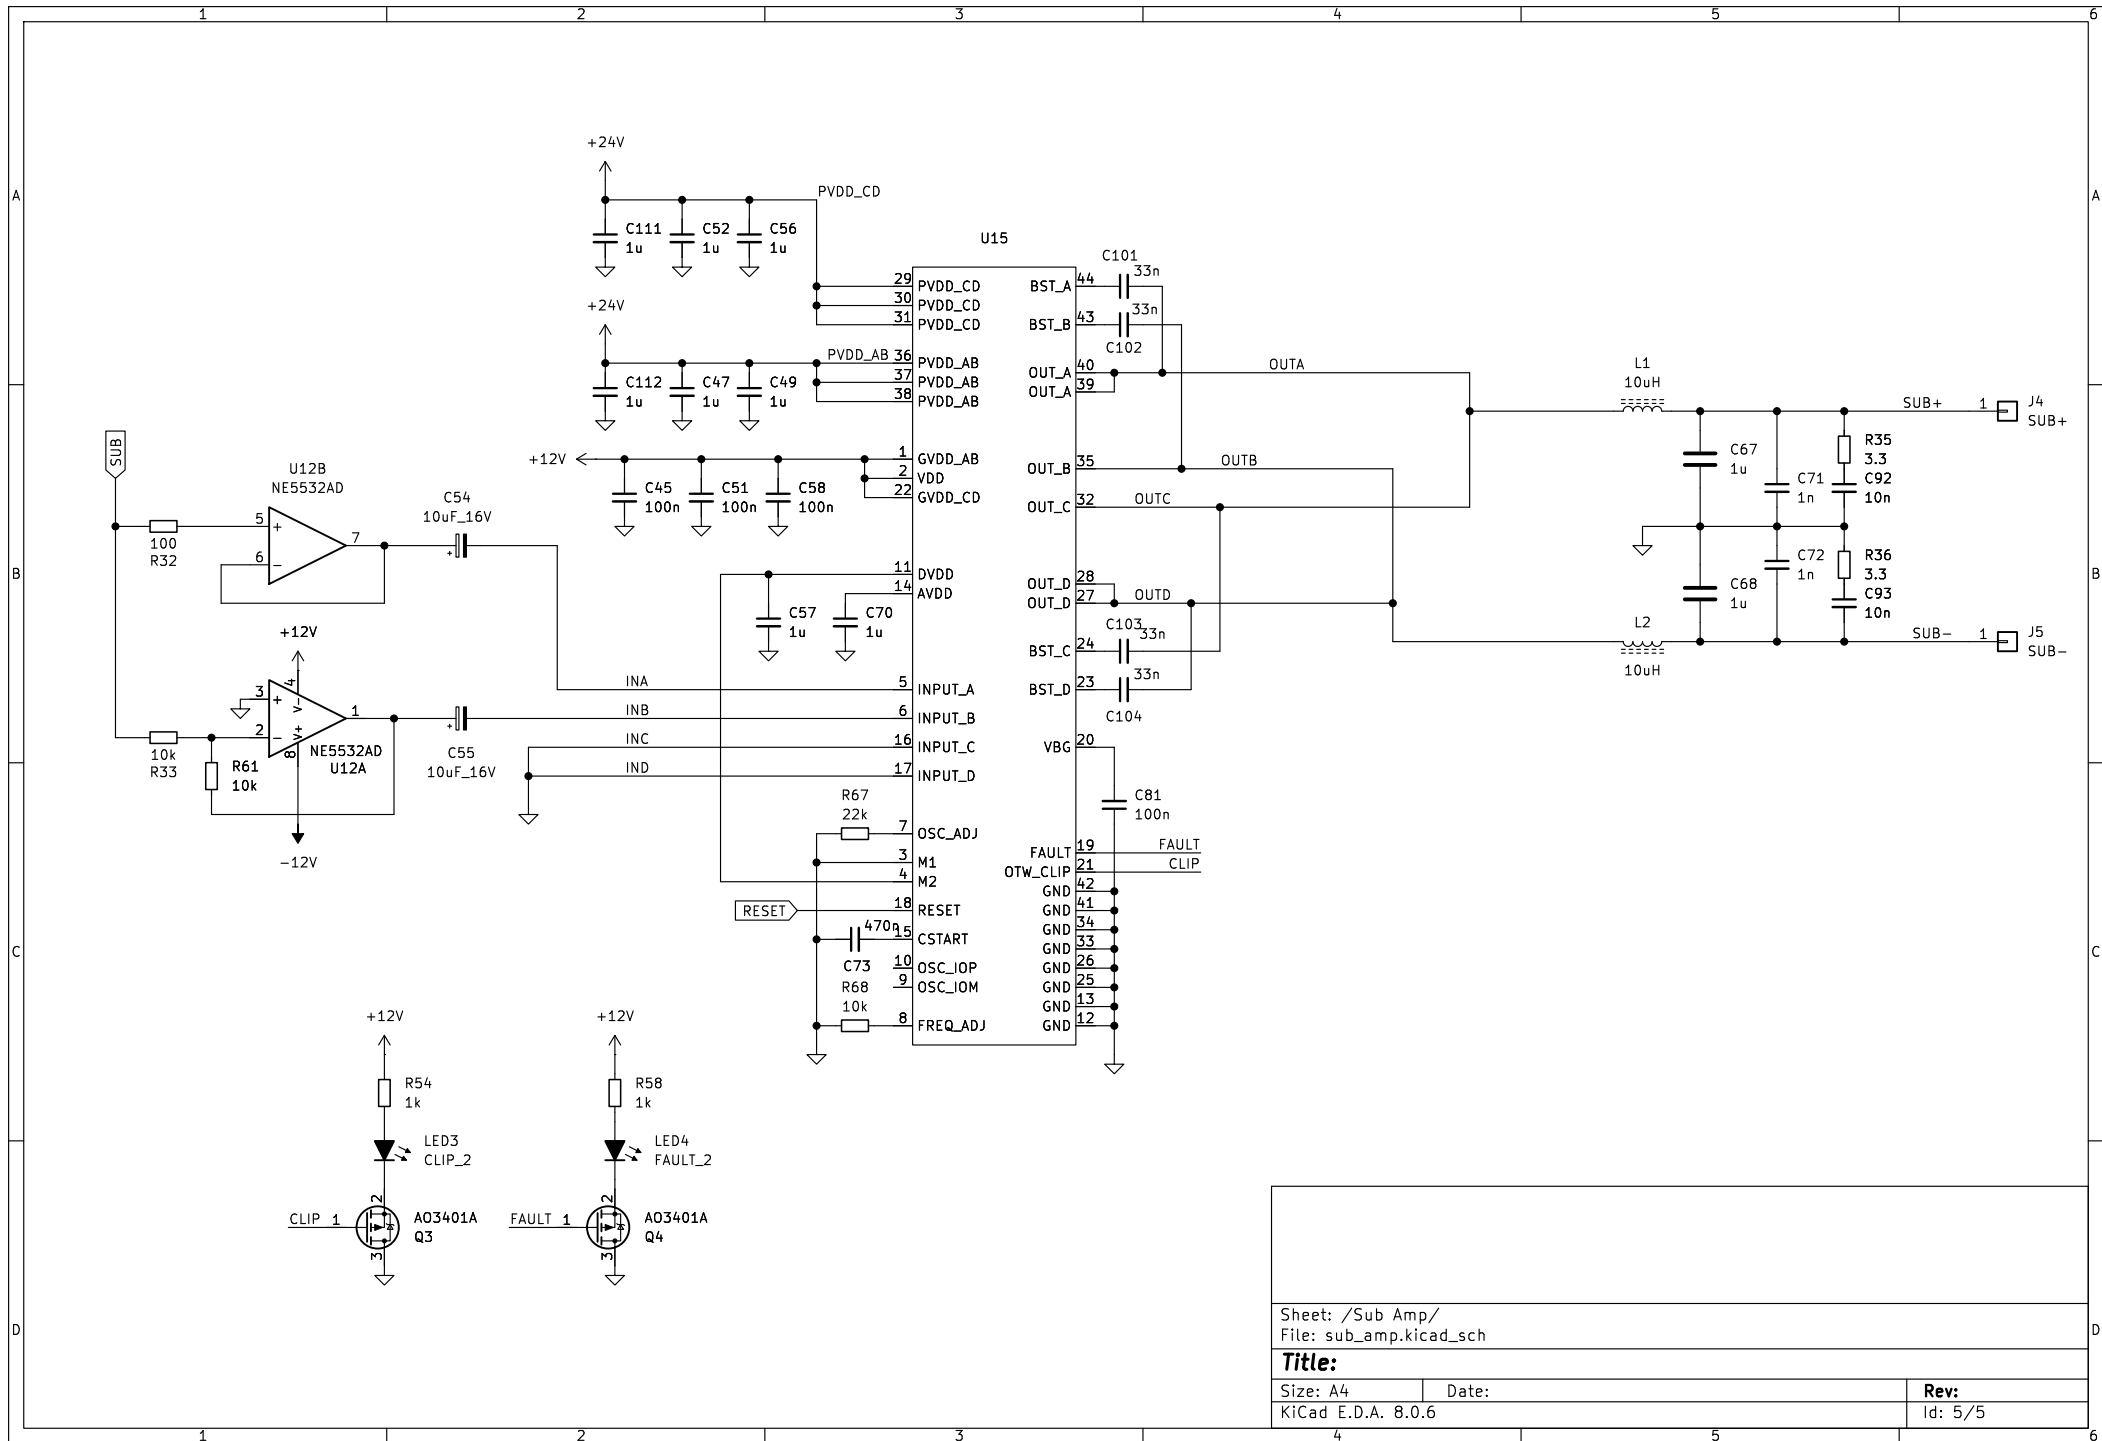 1 2 3 4 5 6
A A
B B
C C
D D
+24V
PVDD_CD
C111
1u
C52
1u
C56
1u
+24V
PVDD_AB
C112
1u
C47
1u
C49
1u
+12V
C45
100n
C51
100n
C58
100n
C57
1u
C70
1u
SUB
U12B
NE5532AD
5
+
6
-
7
100
R32
C54
10uF_16V
+
+12V
4
V-
3
+
2
-
1
V+
8
NE5532AD
U12A
-12V
10k
R33
R61
10k
C55
10uF_16V
+
INA
INB
INC
IND
R67
22k
RESET
470n
C73
R68
10k
U15
29 PVDD_CD
30 PVDD_CD
31 PVDD_CD
36 PVDD_AB
37 PVDD_AB
38 PVDD_AB
1 GVDD_AB
2 VDD
22 GVDD_CD
11 DVDD
14 AVDD
5 INPUT_A
6 INPUT_B
16 INPUT_C
17 INPUT_D
7 OSC_ADJ
3 M1
4 M2
18 RESET
15 CSTART
10 OSC_IOP
9 OSC_IOM
8 FREQ_ADJ
BST_A 44
BST_B 43
OUT_A 40
OUT_A 39
OUT_B 35
OUT_C 32
OUT_D 28
OUT_D 27
BST_C 24
BST_D 23
VBG 20
FAULT 19
OTW_CLIP 21
GND 42
GND 41
GND 34
GND 33
GND 26
GND 25
GND 13
GND 12
C101
33n
33n
C102
OUTA
OUTB
OUTC
OUTD
C103
33n
33n
C104
C81
100n
FAULT
CLIP
L1
10uH
L2
10uH
C67
1u
C68
1u
C71
1n
C72
1n
R35
3.3
C92
10n
R36
3.3
C93
10n
SUB+ 1
J4
SUB+
SUB- 1
J5
SUB-
+12V
R54
1k
LED3
CLIP_2
CLIP 1
2
3
AO3401A
Q3
+12V
R58
1k
LED4
FAULT_2
FAULT 1
2
3
AO3401A
Q4
Sheet: /Sub Amp/
File: sub_amp.kicad_sch
Title:
Size: A4 Date: Rev:
KiCad E.D.A. 8.0.6 Id: 5/5
1 2 3 4 5 6